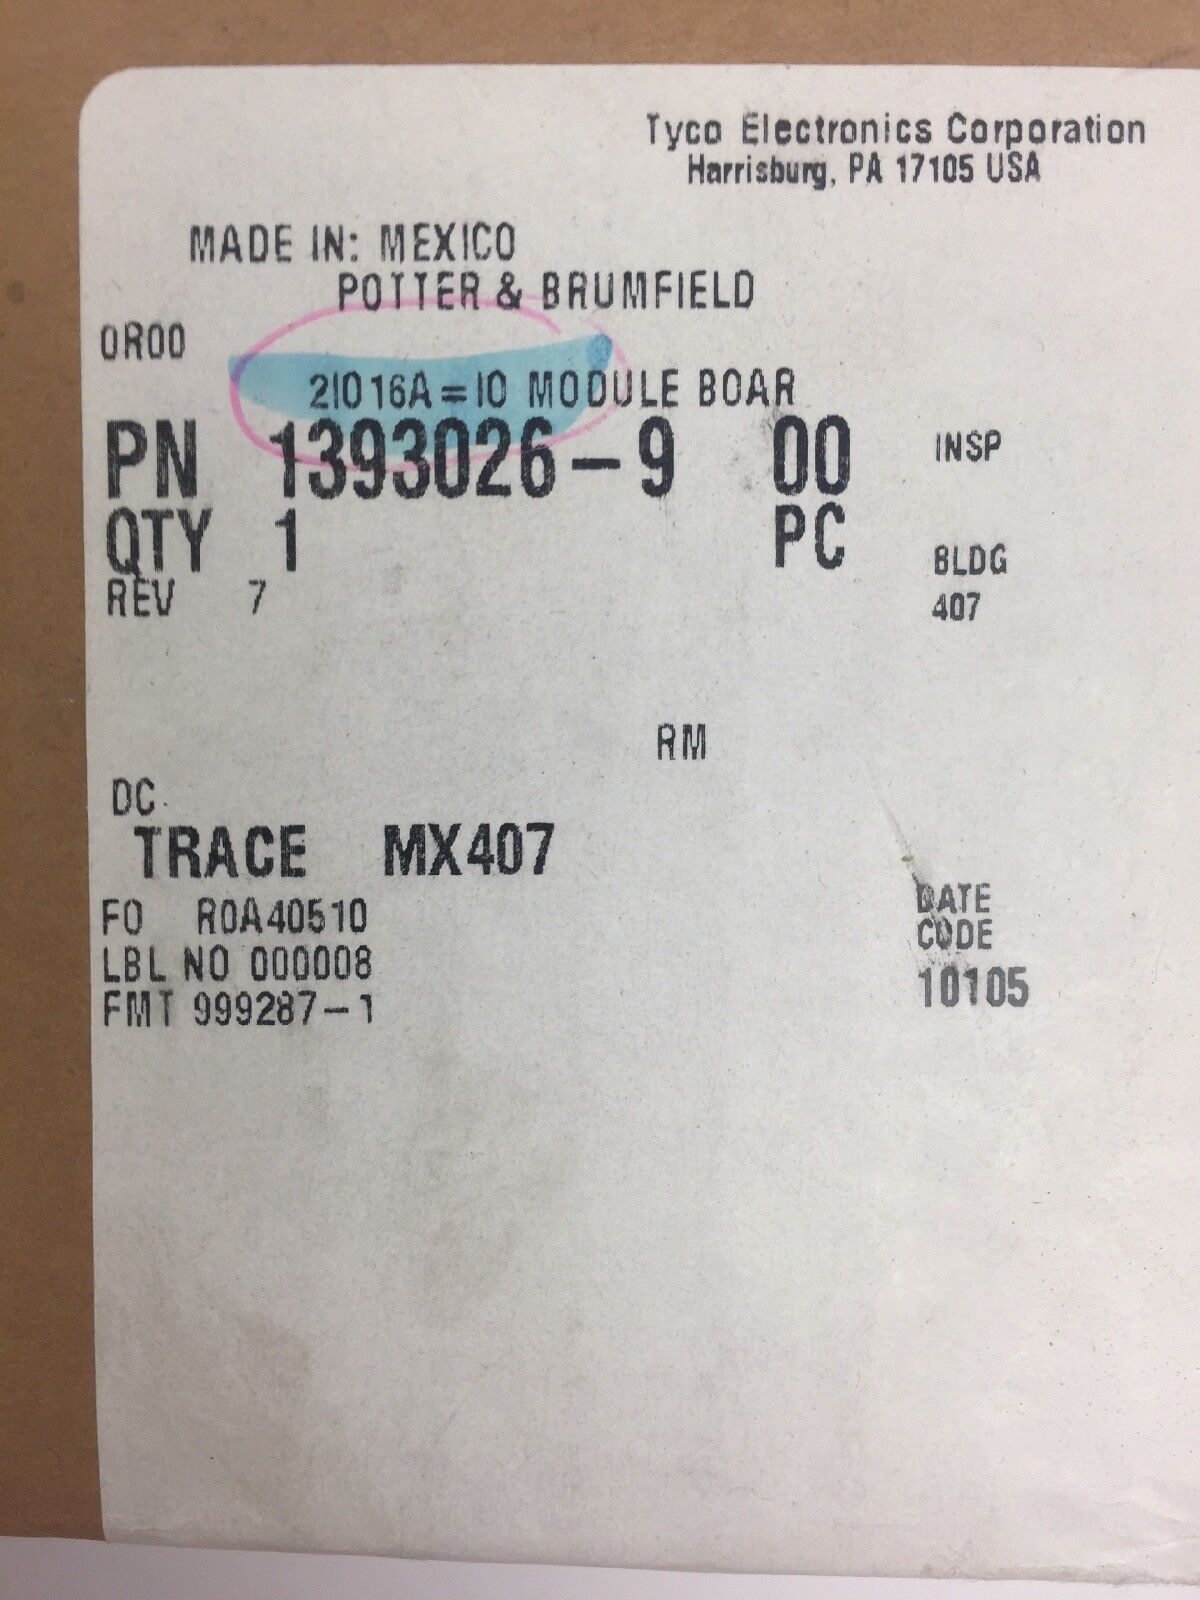 Tyco Electronics Corporation
Harrisburg, PA 17105 USA
MADE IN: MEXICO
POTTER & BRUMFIELD
0R00
2IO16A=IO MODULE BOAR
PN 1393026-9 00 INSP
QTY 1 PC BLDG
REV 7 407
RM
DC
TRACE MX407
FO R0A40510
LBL NO 000008
FMT 999287-1
DATE
CODE
10105